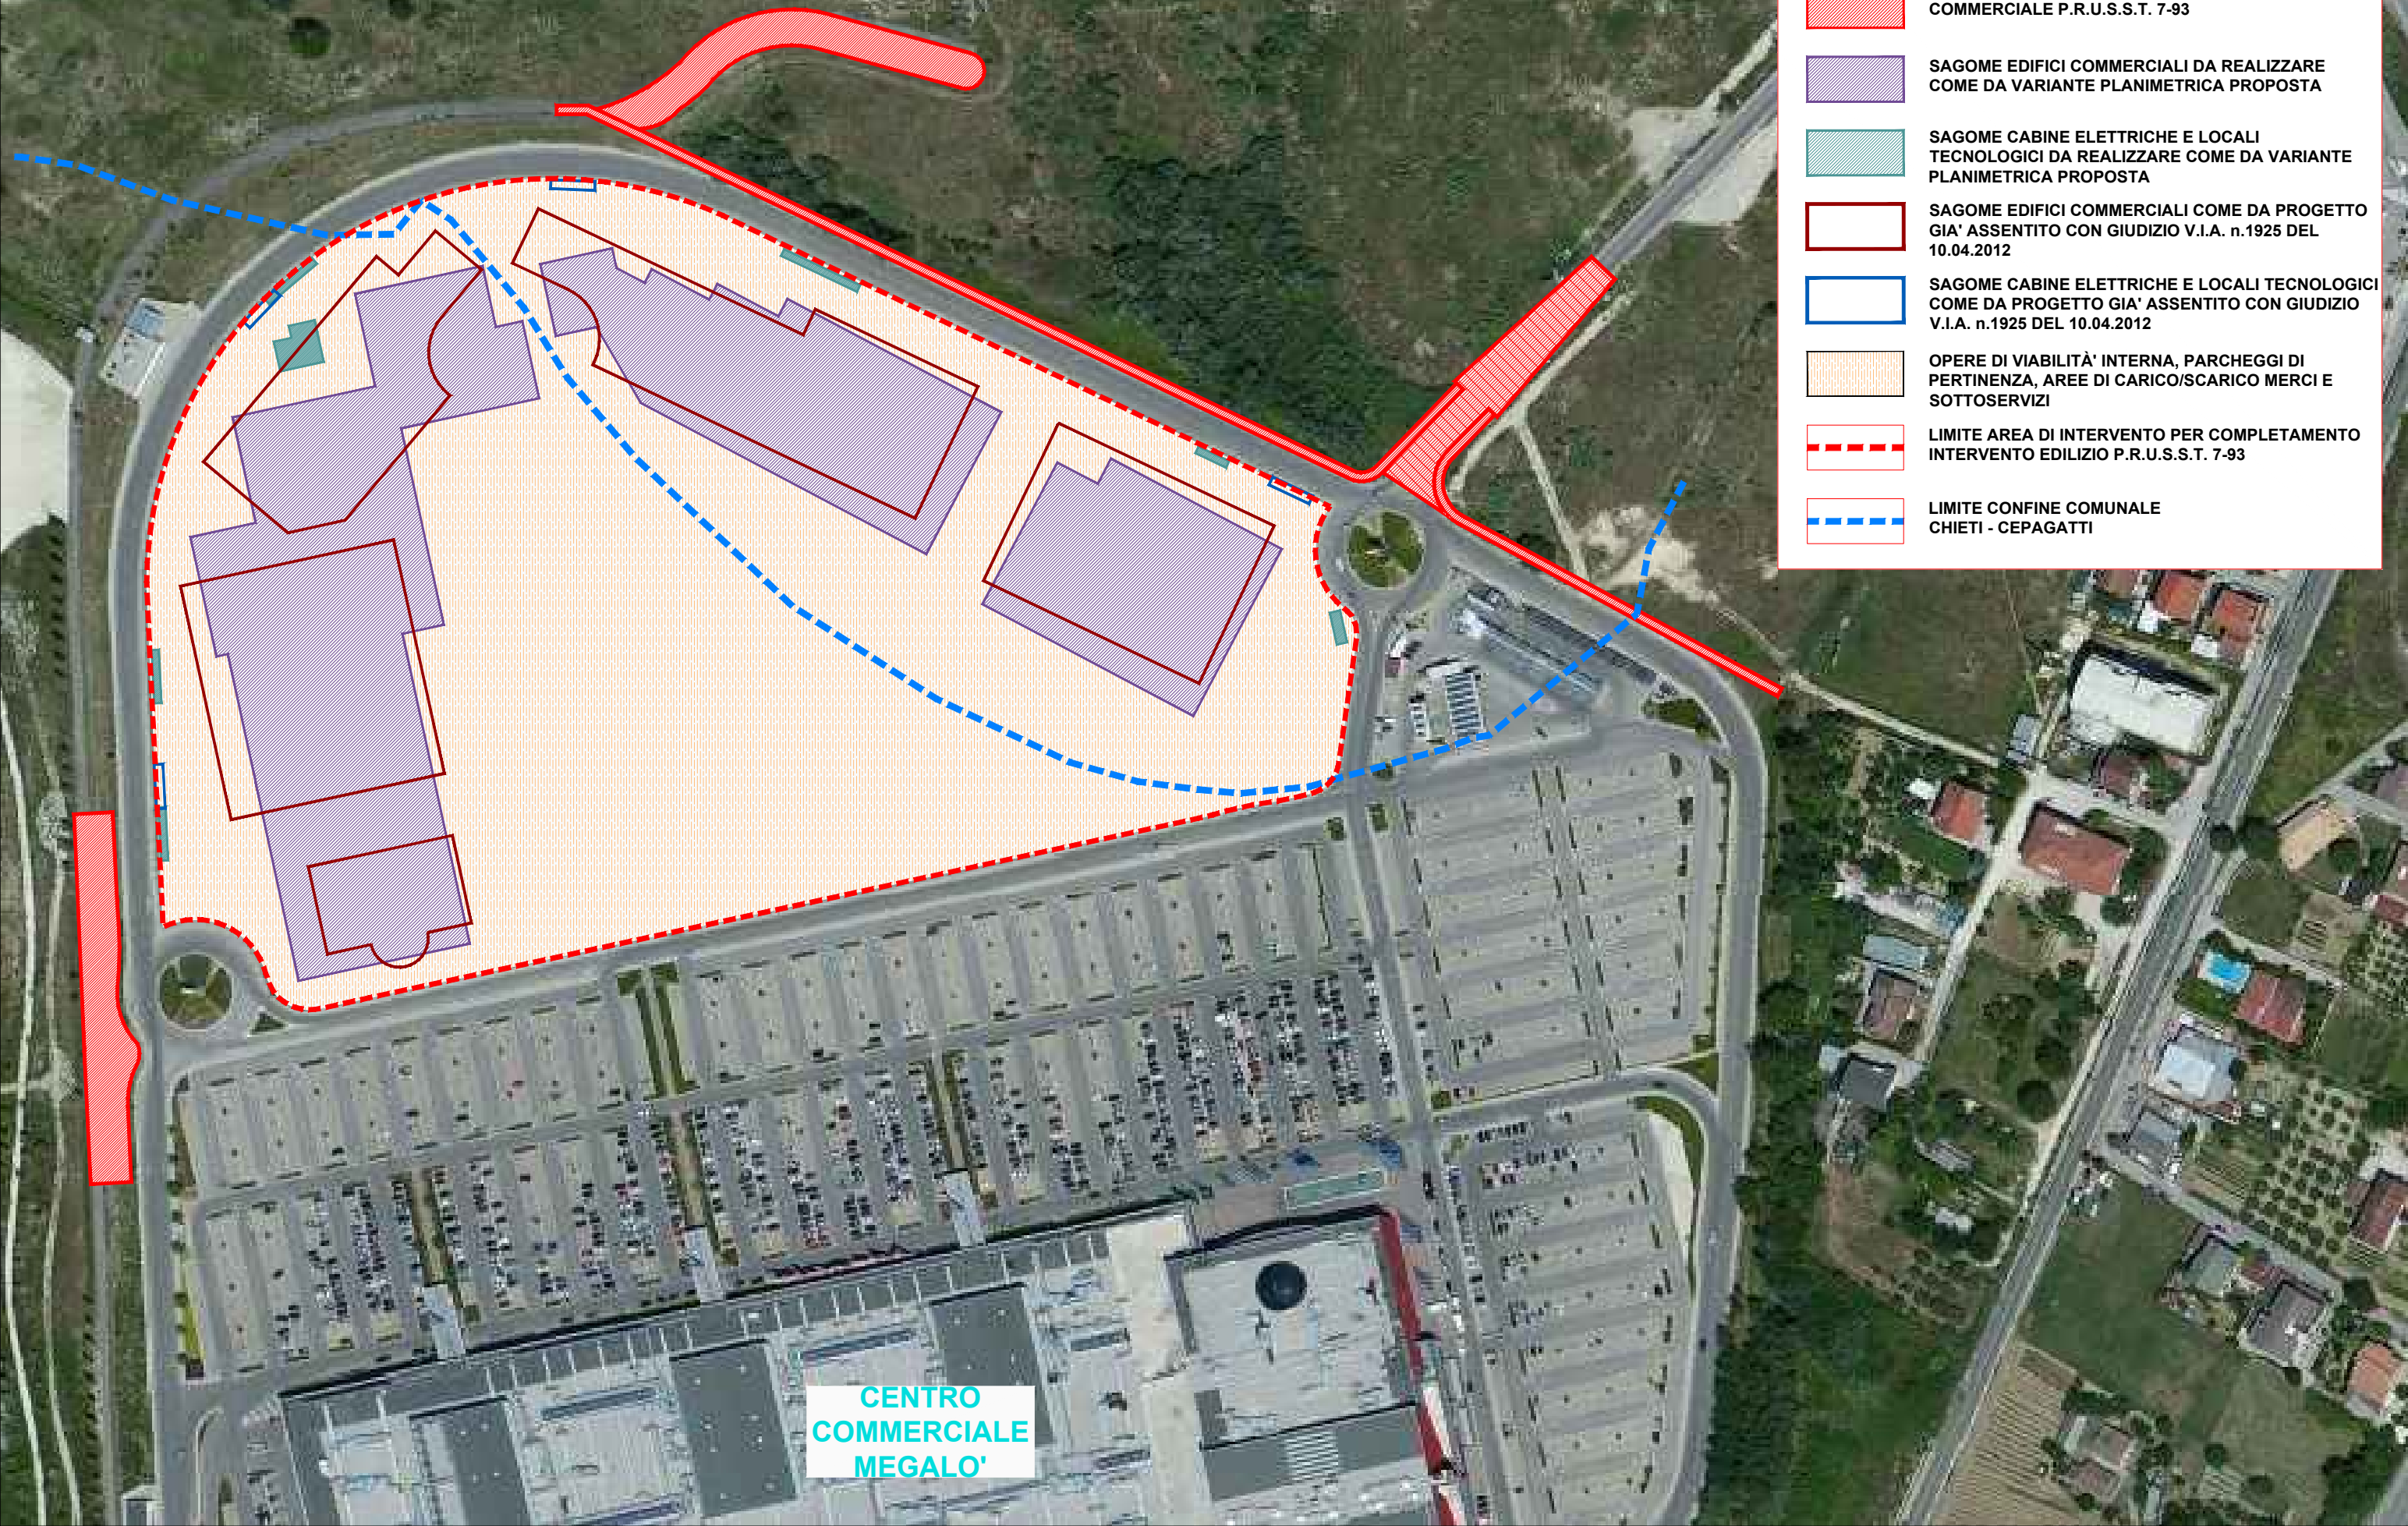 COMMERCIALE P.R.U.S.S.T. 7-93
SAGOME EDIFICI COMMERCIALI DA REALIZZARE
COME DA VARIANTE PLANIMETRICA PROPOSTA
SAGOME CABINE ELETTRICHE E LOCALI
TECNOLOGICI DA REALIZZARE COME DA VARIANTE
PLANIMETRICA PROPOSTA
SAGOME EDIFICI COMMERCIALI COME DA PROGETTO
GIA' ASSENTITO CON GIUDIZIO V.I.A. n.1925 DEL
10.04.2012
SAGOME CABINE ELETTRICHE E LOCALI TECNOLOGICI
COME DA PROGETTO GIA' ASSENTITO CON GIUDIZIO
V.I.A. n.1925 DEL 10.04.2012
OPERE DI VIABILITÀ' INTERNA, PARCHEGGI DI
PERTINENZA, AREE DI CARICO/SCARICO MERCI E
SOTTOSERVIZI
LIMITE AREA DI INTERVENTO PER COMPLETAMENTO
INTERVENTO EDILIZIO P.R.U.S.S.T. 7-93
LIMITE CONFINE COMUNALE
CHIETI - CEPAGATTI
CENTRO
COMMERCIALE
MEGALO'